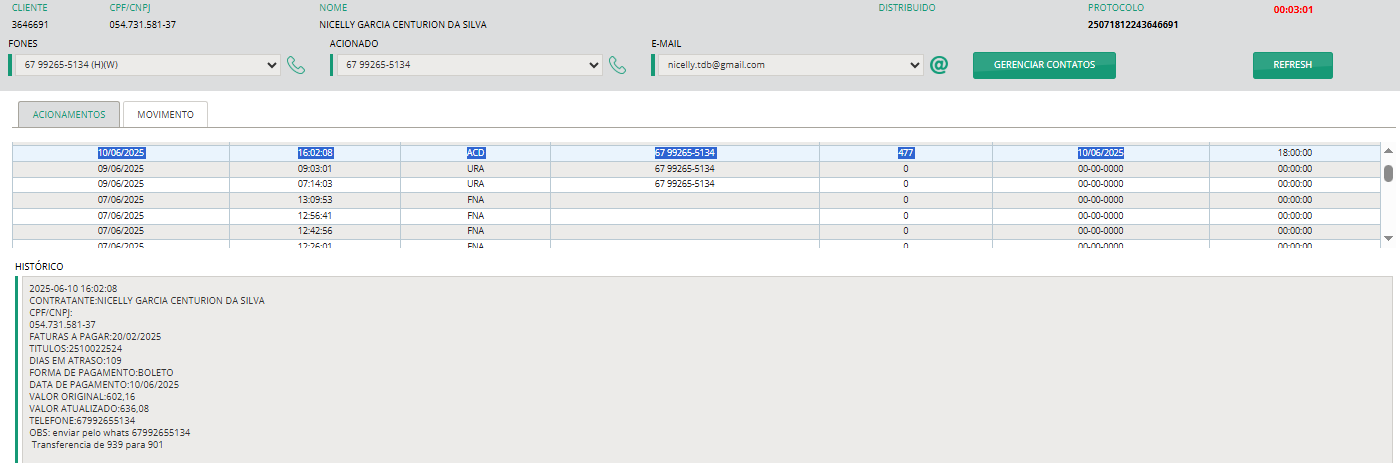 CLIENTE CPF/CNPJ NOME DISTRIBUIDO PROTOCOLO 00:03:01
3646691 054.731.581-37 NICELLY GARCIA CENTURION DA SILVA 25071812243646691
FONES ACIONADO E-MAIL
67 99265-5134 (H)(W) 67 99265-5134 nicelly.tdb@gmail.com @ GERENCIAR CONTATOS REFRESH
ACIONAMENTOS MOVIMENTO
10/06/2025 16:02:08 ACD 67 99265-5134 477 10/06/2025 18:00:00
09/06/2025 09:03:01 URA 67 99265-5134 0 00-00-0000 00:00:00
09/06/2025 07:14:03 URA 67 99265-5134 0 00-00-0000 00:00:00
07/06/2025 13:09:53 FNA 0 00-00-0000 00:00:00
07/06/2025 12:56:41 FNA 0 00-00-0000 00:00:00
07/06/2025 12:42:56 FNA 0 00-00-0000 00:00:00
07/06/2025 12:26:01 FNA 0 00-00-0000 00:00:00
HISTÓRICO
2025-06-10 16:02:08
CONTRATANTE:NICELLY GARCIA CENTURION DA SILVA
CPF/CNPJ:
054.731.581-37
FATURAS A PAGAR:20/02/2025
TITULOS:2510022524
DIAS EM ATRASO:109
FORMA DE PAGAMENTO:BOLETO
DATA DE PAGAMENTO:10/06/2025
VALOR ORIGINAL:602,16
VALOR ATUALIZADO:636,08
TELEFONE:67992655134
OBS: enviar pelo whats 67992655134
Transferencia de 939 para 901